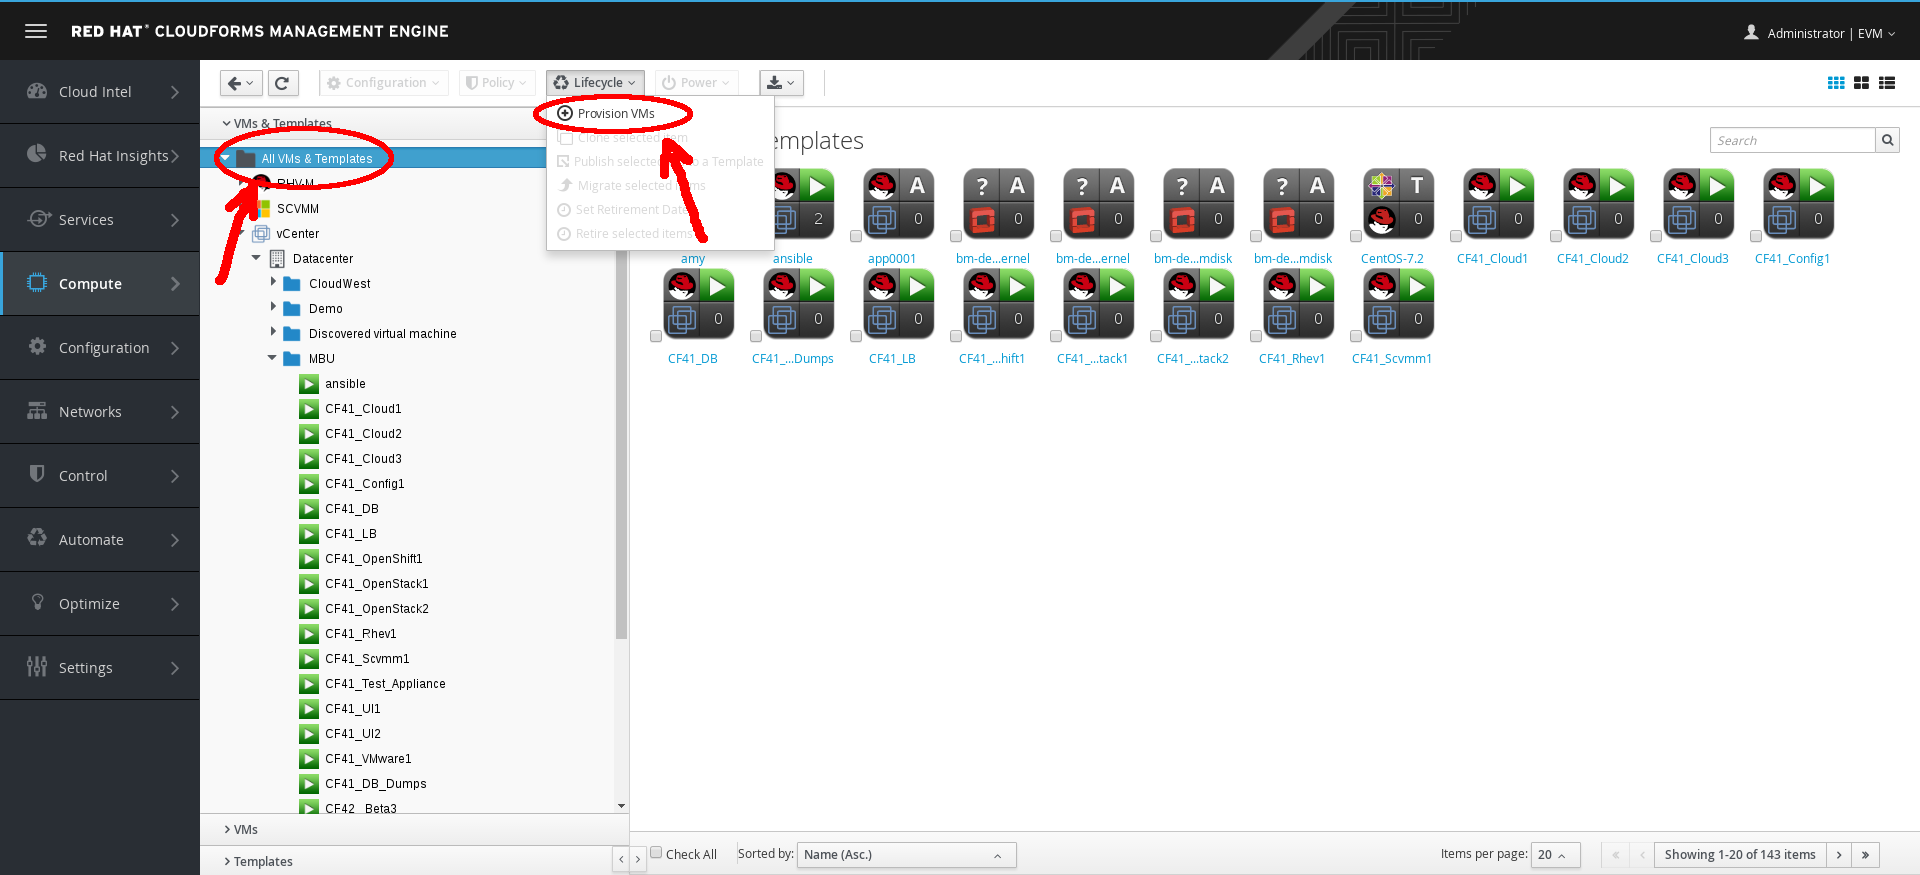 RED HAT® CLOUDFORMS MANAGEMENT ENGINE
Administrator | EVM
Cloud Intel
Red Hat Insights
Services
Compute
Configuration
Networks
Control
Automate
Optimize
Settings
Configuration
Policy
Lifecycle
Power
Provision VMs
Clone selected item
Publish selected to a Template
Migrate selected items
Set Retirement Date
Retire selected items
VMs & Templates
All VMs & Templates
RHV-M
SCVMM
vCenter
Datacenter
CloudWest
Demo
Discovered virtual machine
MBU
ansible
CF41_Cloud1
CF41_Cloud2
CF41_Cloud3
CF41_Config1
CF41_DB
CF41_LB
CF41_OpenShift1
CF41_OpenStack1
CF41_OpenStack2
CF41_Rhev1
CF41_Scvmm1
CF41_Test_Appliance
CF41_UI1
CF41_UI2
CF41_VMware1
CF41_DB_Dumps
CF42_Beta3
VMs
Templates
emplates
Search
A ? A ? A ? A ? A T
2 0 0 0 0 0 0 0 0 0 0
amy ansible app0001 bm-de...ernel bm-de...ernel bm-de...mdisk bm-de...mdisk CentOS-7.2 CF41_Cloud1 CF41_Cloud2 CF41_Cloud3 CF41_Config1
0 0 0 0 0 0 0 0
CF41_DB CF41_...Dumps CF41_LB CF41_...hift1 CF41_...tack1 CF41_...tack2 CF41_Rhev1 CF41_Scvmm1
Check All Sorted by: Name (Asc.) Items per page: 20 « ‹ Showing 1-20 of 143 items › »